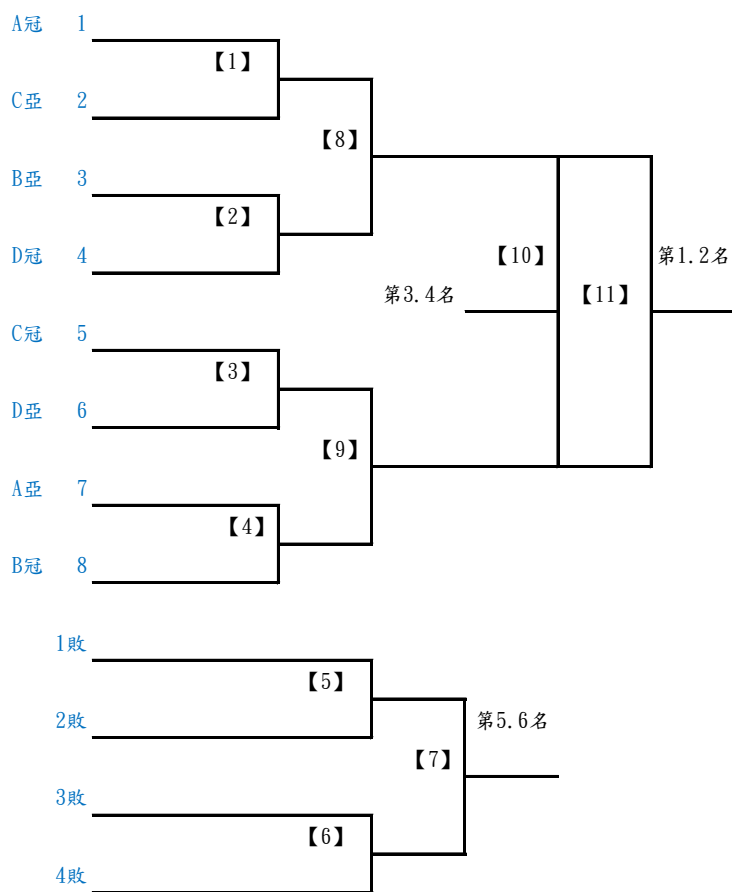 A冠 1
【1】
C亞 2
【8】
B亞 3
【2】
D冠 4
【10】
第1.2名
第3.4名
【11】
C冠 5
【3】
D亞 6
【9】
A亞 7
【4】
B冠 8
1敗
【5】
2敗
第5.6名
【7】
3敗
【6】
4敗